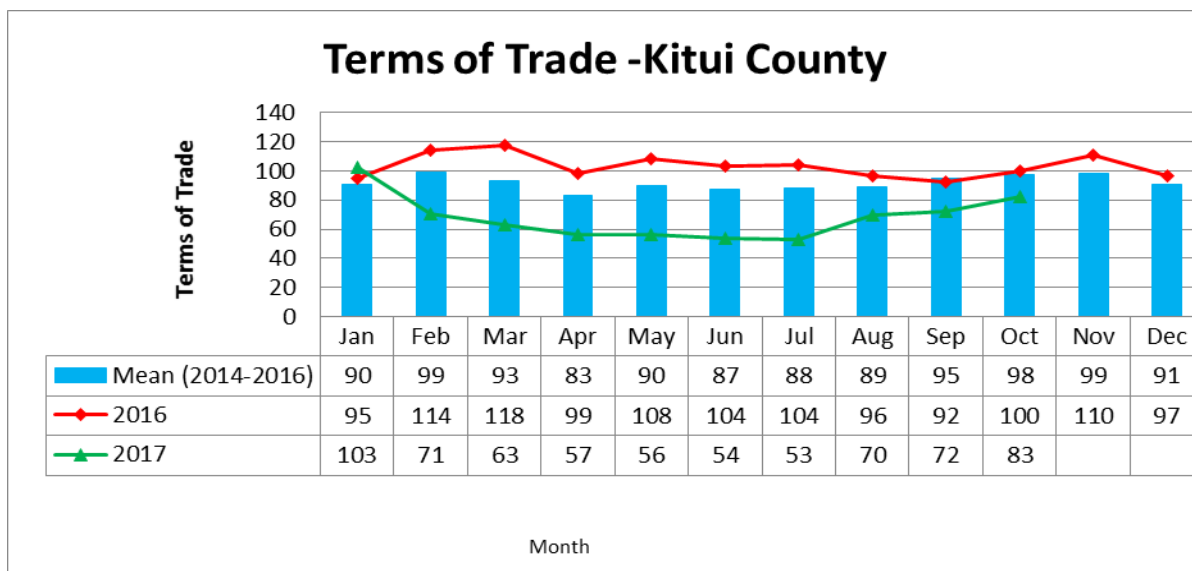 Terms of Trade -Kitui County
Terms of Trade
140
120
100
80
60
40
20
0
Jan Feb Mar Apr May Jun Jul Aug Sep Oct Nov Dec
Mean (2014-2016) 90 99 93 83 90 87 88 89 95 98 99 91
2016 95 114 118 99 108 104 104 96 92 100 110 97
2017 103 71 63 57 56 54 53 70 72 83
Month